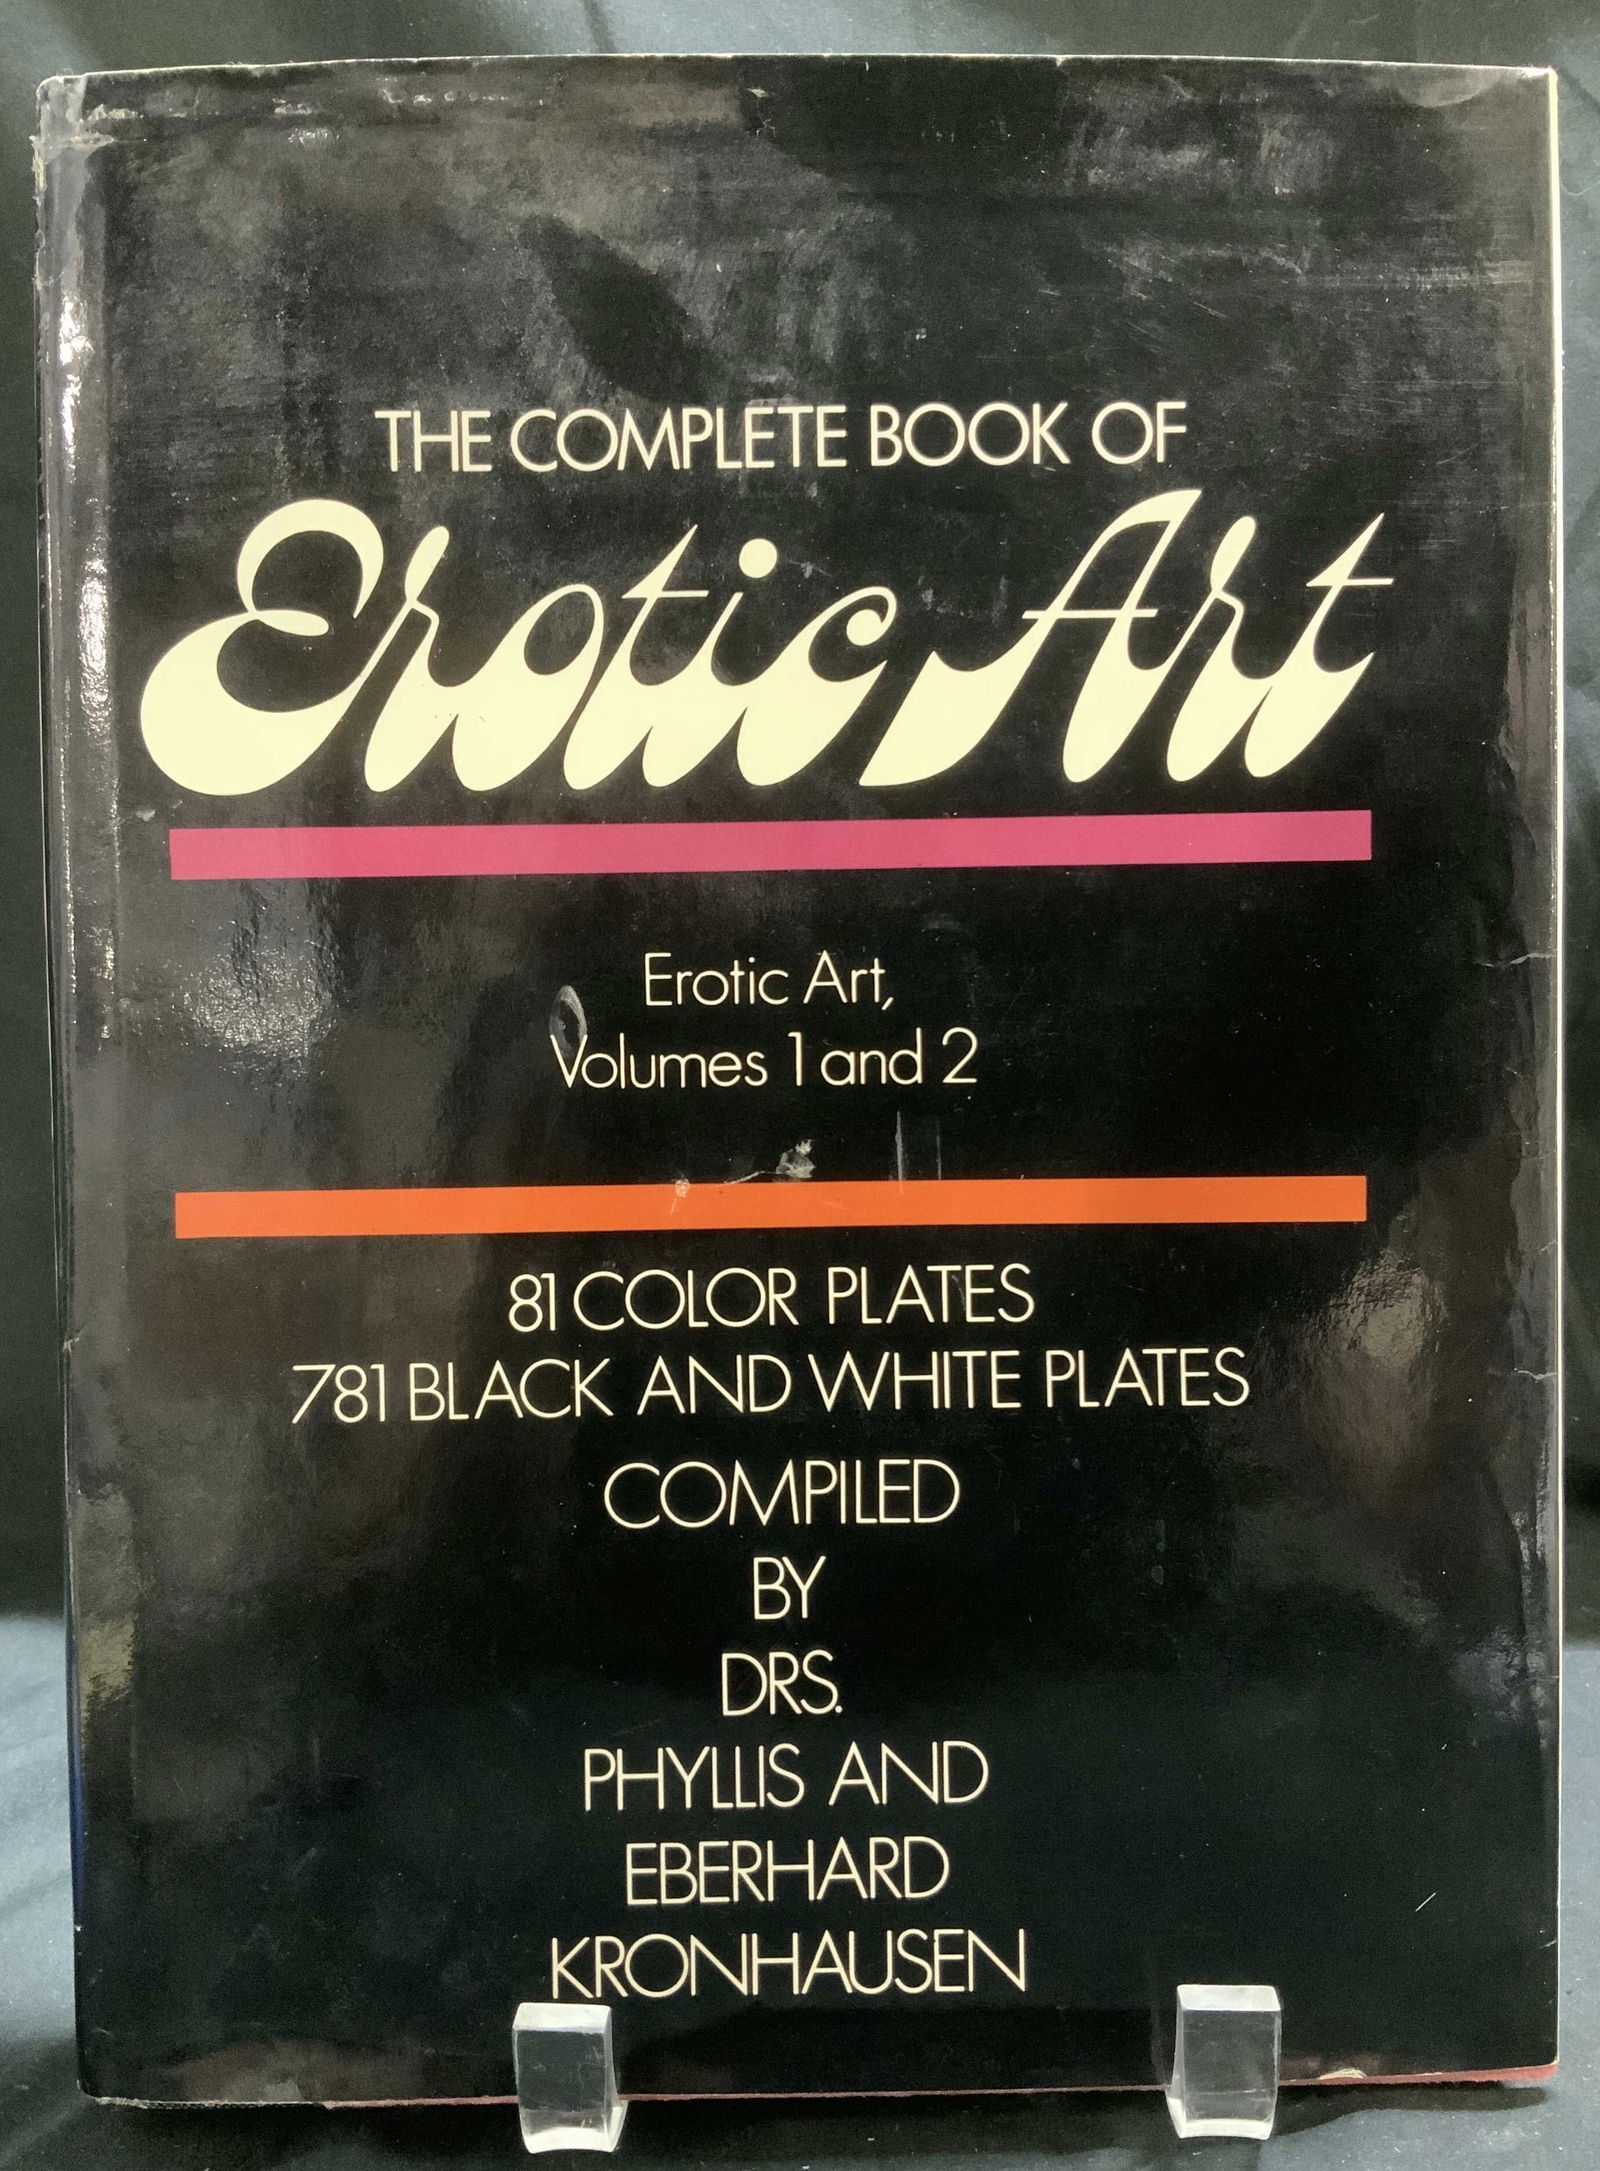 THE COMPLETE BOOK OF
Erotic Art
Erotic Art,
Volumes 1 and 2
81 COLOR PLATES
781 BLACK AND WHITE PLATES
COMPILED
BY
DRS.
PHYLLIS AND
EBERHARD
KRONHAUSEN